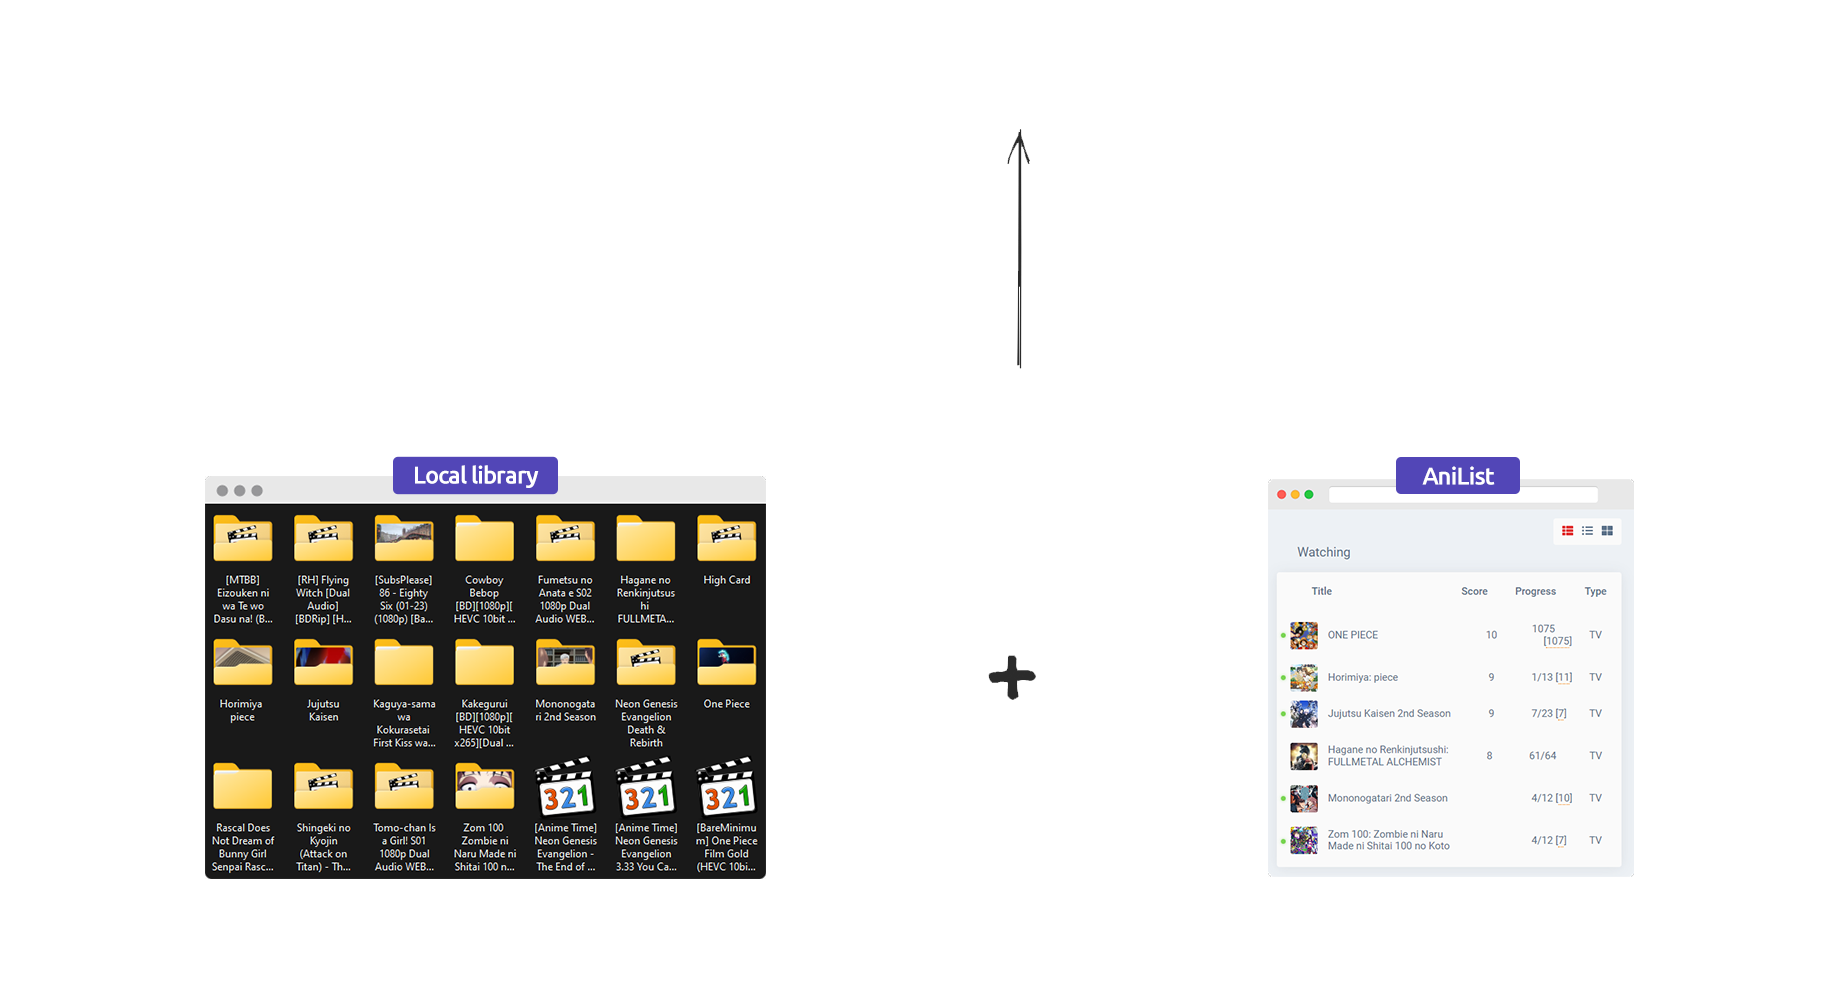 Local library
[MTBB]
Eizouken ni
wa Te wo
Dasu na! (B...
[RH] Flying
Witch [Dual
Audio]
[BDRip] [H...
[SubsPlease]
86 - Eighty
Six (01-23)
(1080p) [Ba...
Cowboy
Bebop
[BD][1080p][
HEVC 10bit ...
Fumetsu no
Anata e S02
1080p Dual
Audio WEB...
Hagane no
Renkinjutsus
hi
FULLMETA...
High Card
Horimiya
piece
Jujutsu
Kaisen
Kaguya-sama
wa
Kokurasetai
First Kiss wa...
Kakegurui
[BD][1080p][
HEVC 10bit
x265][Dual ...
Mononogata
ri 2nd Season
Neon Genesis
Evangelion
Death &
Rebirth
One Piece
Rascal Does
Not Dream of
Bunny Girl
Senpai Rasc...
Shingeki no
Kyojin
(Attack on
Titan) - Th...
Tomo-chan Is
a Girl! S01
1080p Dual
Audio WEB...
Zom 100
Zombie ni
Naru Made ni
Shitai 100 n...
321
[Anime Time]
Neon Genesis
Evangelion -
The End of ...
321
[Anime Time]
Neon Genesis
Evangelion
3.33 You Ca...
321
[BareMinimu
m] One Piece
Film Gold
(HEVC 10bi...
+
AniList
Watching
Title Score Progress Type
ONE PIECE 10 1075 [1075] TV
Horimiya: piece 9 1/13 [11] TV
Jujutsu Kaisen 2nd Season 9 7/23 [7] TV
Hagane no Renkinjutsushi:
FULLMETAL ALCHEMIST 8 61/64 TV
Mononogatari 2nd Season 4/12 [10] TV
Zom 100: Zombie ni Naru
Made ni Shitai 100 no Koto 4/12 [7] TV